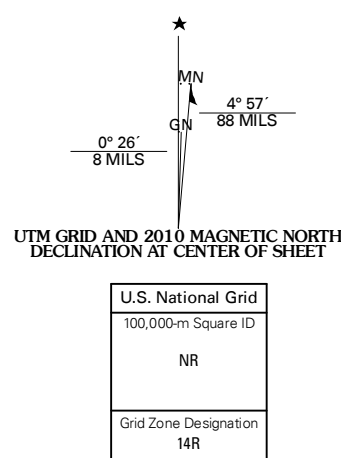 ★
MN
4° 57´
88 MILS
GN
0° 26´
8 MILS
UTM GRID AND 2010 MAGNETIC NORTH
DECLINATION AT CENTER OF SHEET
U.S. National Grid
100,000-m Square ID
NR
Grid Zone Designation
14R